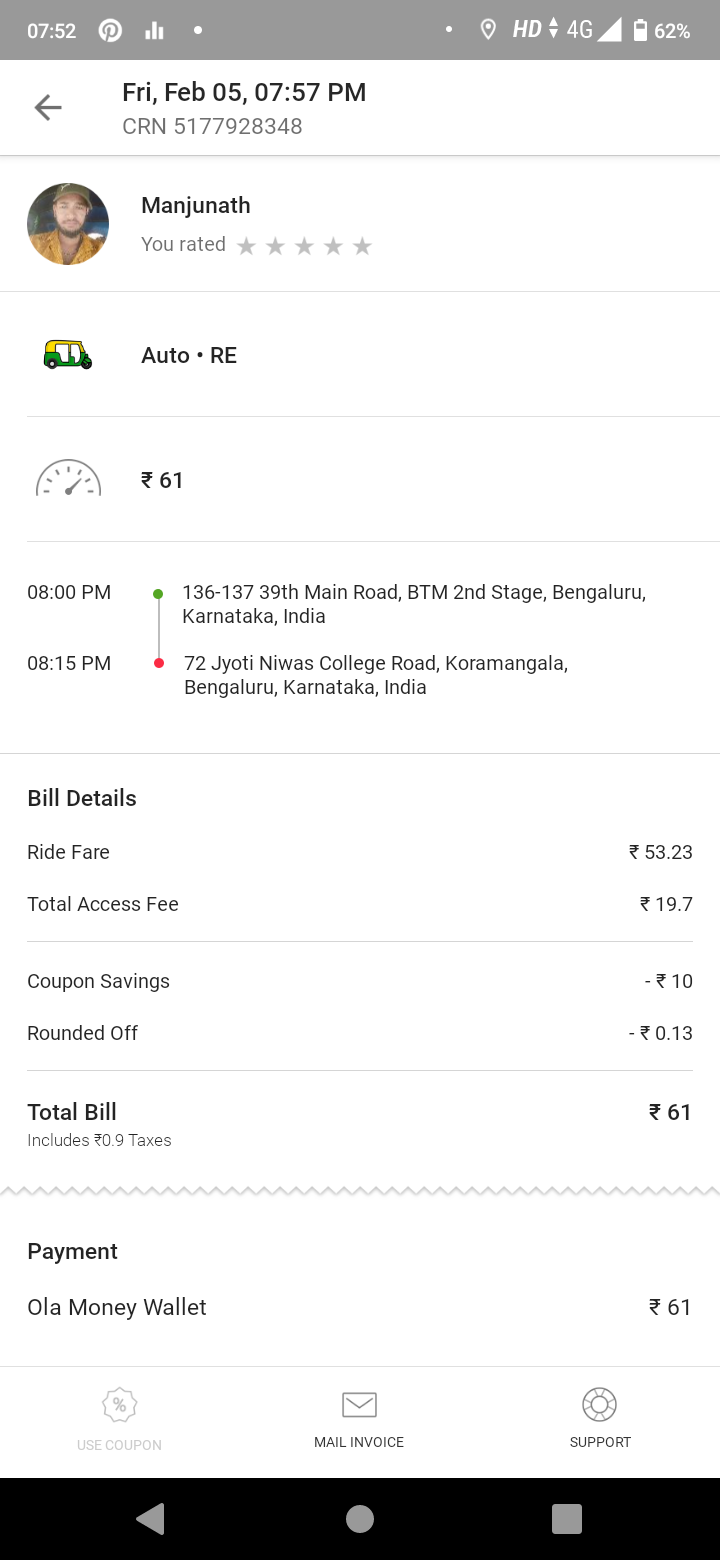 07:52
HD 4G 62%
Fri, Feb 05, 07:57 PM
CRN 5177928348
Manjunath
You rated
Auto • RE
₹ 61
08:00 PM 136-137 39th Main Road, BTM 2nd Stage, Bengaluru,
Karnataka, India
08:15 PM 72 Jyoti Niwas College Road, Koramangala,
Bengaluru, Karnataka, India
Bill Details
Ride Fare ₹ 53.23
Total Access Fee ₹ 19.7
Coupon Savings - ₹ 10
Rounded Off - ₹ 0.13
Total Bill ₹ 61
Includes ₹0.9 Taxes
Payment
Ola Money Wallet ₹ 61
%
USE COUPON MAIL INVOICE SUPPORT